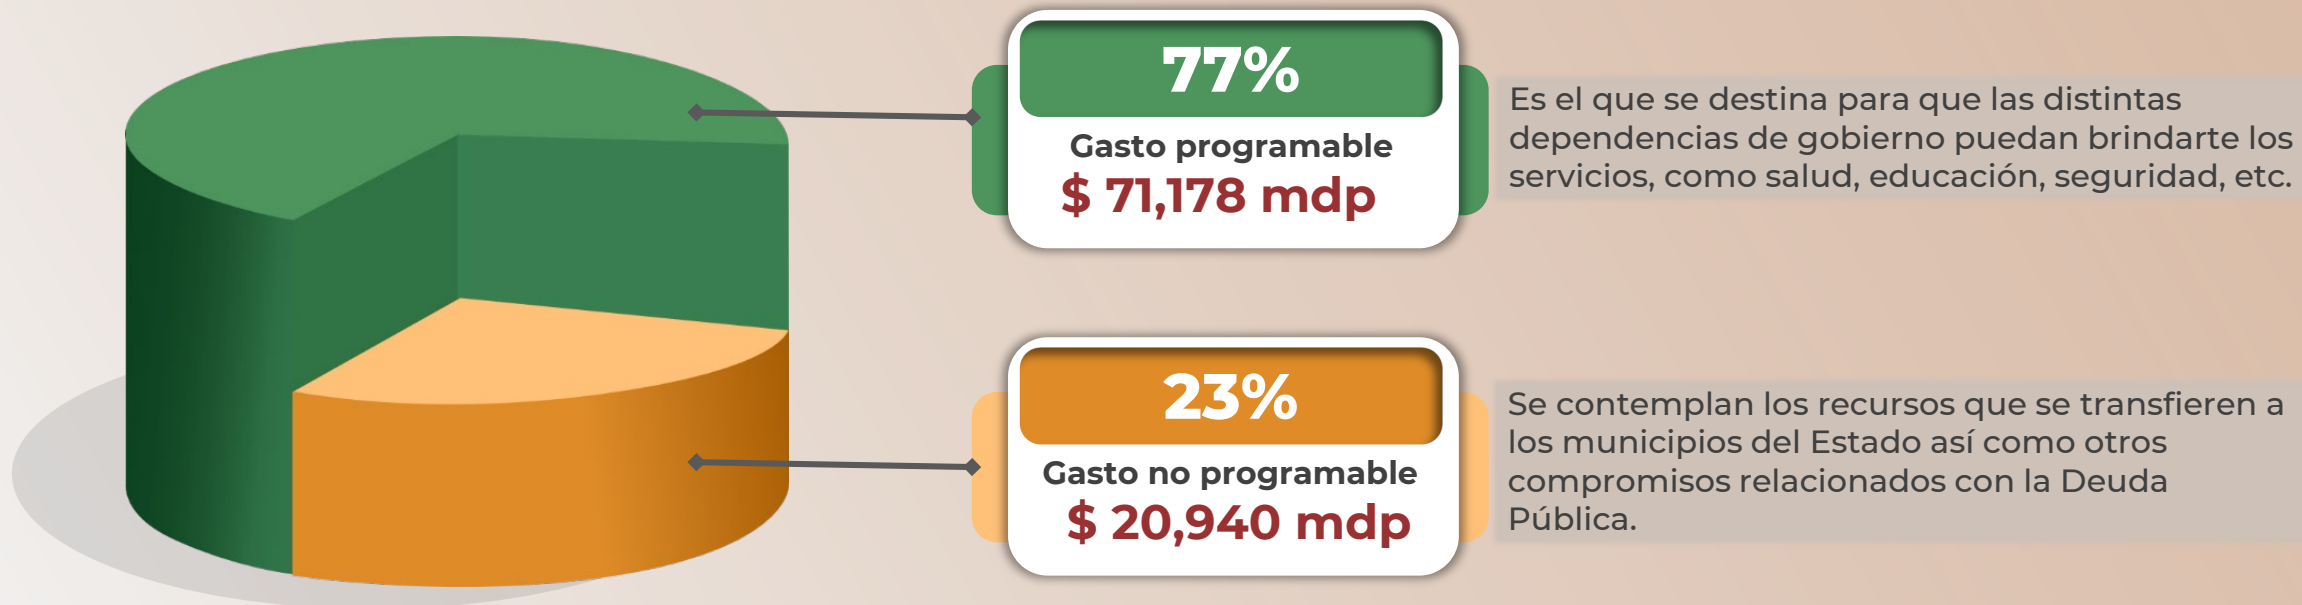 77%
Gasto programable
$ 71,178 mdp
Es el que se destina para que las distintas
dependencias de gobierno puedan brindarte los
servicios, como salud, educación, seguridad, etc.
23%
Gasto no programable
$ 20,940 mdp
Se contemplan los recursos que se transfieren a
los municipios del Estado así como otros
compromisos relacionados con la Deuda
Pública.